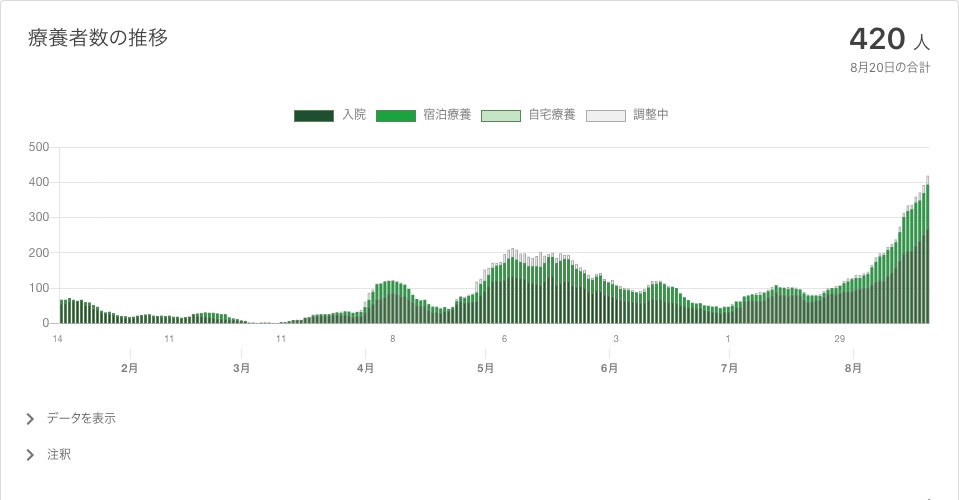 療養者数の推移
420 人
8月20日の合計
入院 宿泊療養 自宅療養 調整中
500
400
300
200
100
0
14 11 11 8 6 3 1 29
2月 3月 4月 5月 6月 7月 8月
データを表示
注釈